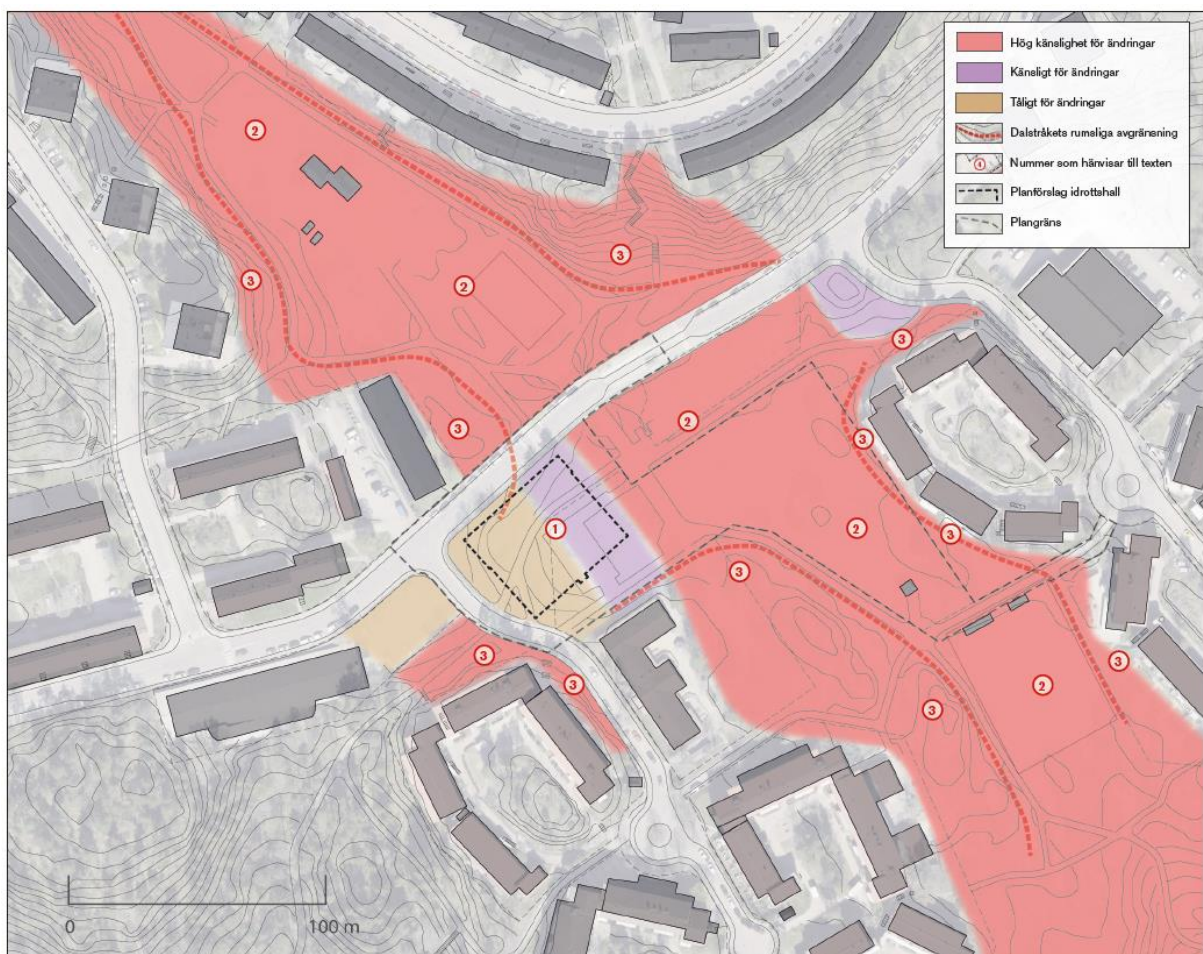 Hög känslighet för ändringar
Känsligt för ändringar
Tåligt för ändringar
Dalstråkets rumsliga avgränsning
4 Nummer som hänvisar till texten
Planförslag idrottshall
Plangräns
2
3
2
3
3
3
2
3
1
2
3
3
3
3
3
2
3
3
0
100 m